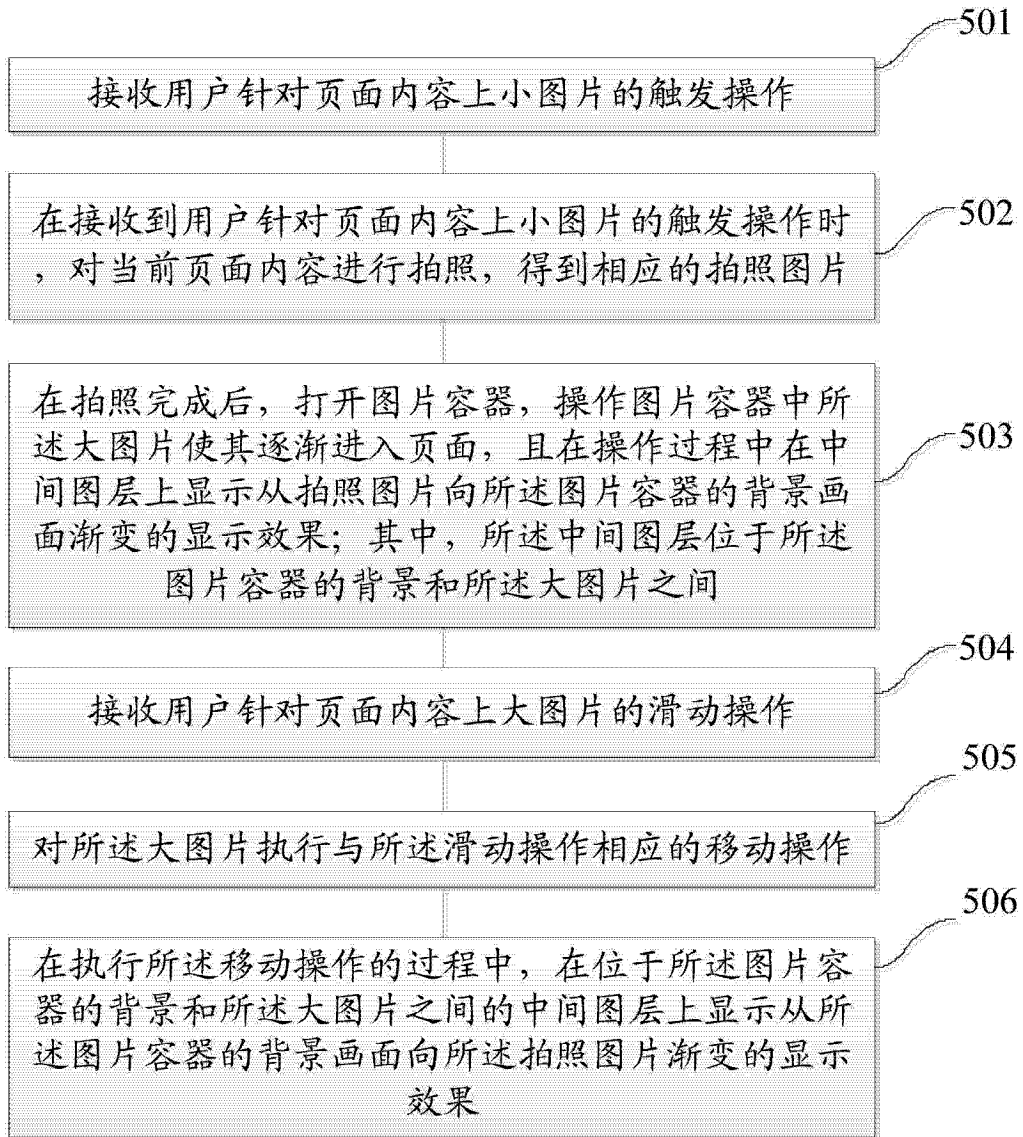 501
接收用户针对页面内容上小图片的触发操作
502
在接收到用户针对页面内容上小图片的触发操作时
，对当前页面内容进行拍照，得到相应的拍照图片
503
在拍照完成后，打开图片容器，操作图片容器中所
述大图片使其逐渐进入页面，且在操作过程中在中
间图层上显示从拍照图片向所述图片容器的背景画
面渐变的显示效果；其中，所述中间图层位于所述
图片容器的背景和所述大图片之间
504
接收用户针对页面内容上大图片的滑动操作
505
对所述大图片执行与所述滑动操作相应的移动操作
506
在执行所述移动操作的过程中，在位于所述图片容
器的背景和所述大图片之间的中间图层上显示从所
述图片容器的背景画面向所述拍照图片渐变的显示
效果